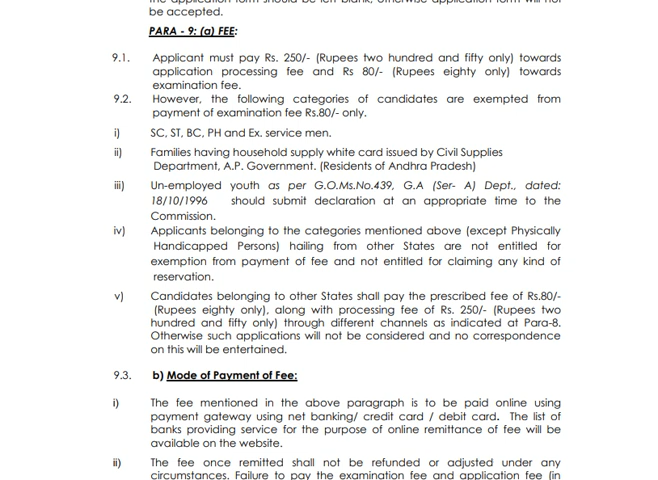 be accepted.
PARA - 9: (a) FEE:
9.1. Applicant must pay Rs. 250/- (Rupees two hundred and fifty only) towards
application processing fee and Rs 80/- (Rupees eighty only) towards
examination fee.
9.2. However, the following categories of candidates are exempted from
payment of examination fee Rs.80/- only.
i) SC, ST, BC, PH and Ex. service men.
ii) Families having household supply white card issued by Civil Supplies
Department, A.P. Government. (Residents of Andhra Pradesh)
iii) Un-employed youth as per G.O.Ms.No.439, G.A (Ser- A) Dept., dated:
18/10/1996 should submit declaration at an appropriate time to the
Commission.
iv) Applicants belonging to the categories mentioned above (except Physically
Handicapped Persons) hailing from other States are not entitled for
exemption from payment of fee and not entitled for claiming any kind of
reservation.
v) Candidates belonging to other States shall pay the prescribed fee of Rs.80/-
(Rupees eighty only), along with processing fee of Rs. 250/- (Rupees two
hundred and fifty only) through different channels as indicated at Para-8.
Otherwise such applications will not be considered and no correspondence
on this will be entertained.
9.3. b) Mode of Payment of Fee:
i) The fee mentioned in the above paragraph is to be paid online using
payment gateway using net banking/ credit card / debit card. The list of
banks providing service for the purpose of online remittance of fee will be
available on the website.
ii) The fee once remitted shall not be refunded or adjusted under any
circumstances. Failure to pay the examination fee and application fee (in